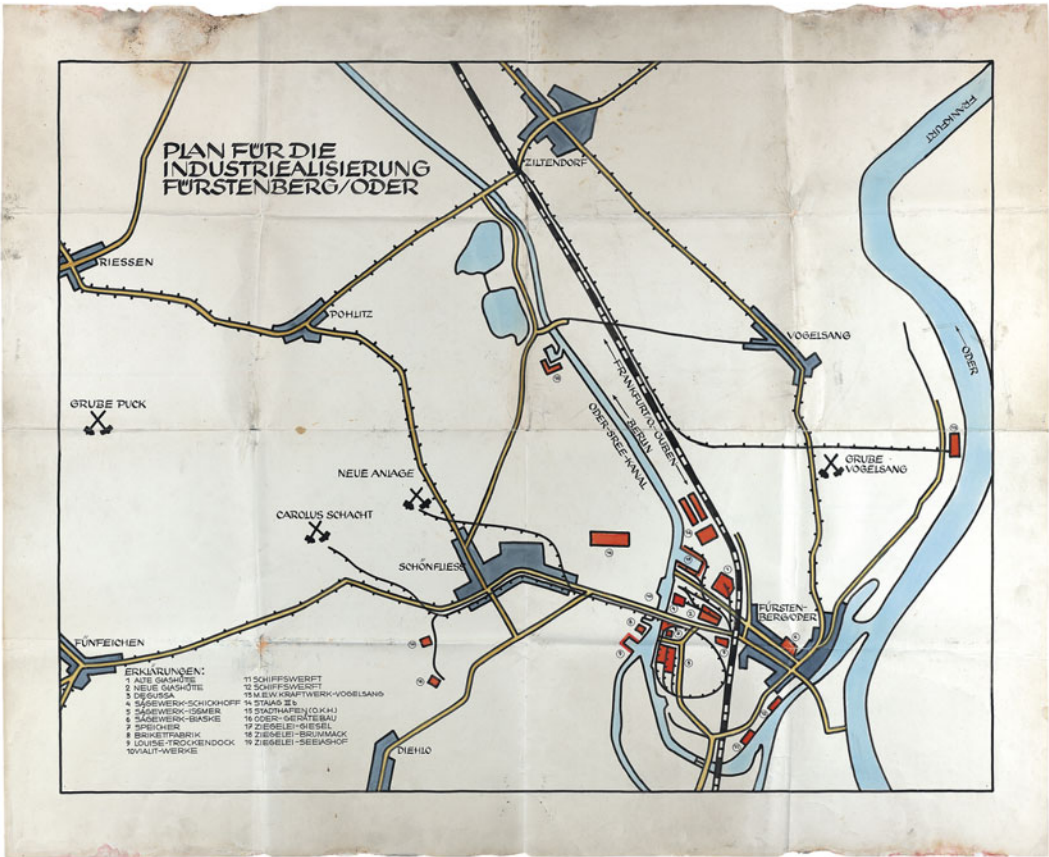 PLAN FÜR DIE
INDUSTRIEALISIERUNG
FÜRSTENBERG/ODER
ZILTENDORF
FRANKFURT
RIESSEN
POHLITZ
VOGELSANG
ODER
GRUBE PUCK
FRANKFURT/O.-GUBEN
BERLIN
ODER-SPREE-KANAL
GRUBE
VOGELSANG
NEUE ANLAGE
CAROLUS SCHACHT
SCHÖNFLIESS
FÜRSTEN-
BERGODER
FÜNFEICHEN
ERKLÄRUNGEN:
1 ALTE GLASHÜTTE
2 NEUE GLASHÜTTE
3 DEGUSSA
4 SÄGEWERK-SCHICKHOFF
5 SÄGEWERK-ISSMER
6 SÄGEWERK-BIASKE
7 SPEICHER
8 BRIKETTFABRIK
9 LOUISE-TROCKENDOCK
10 VIALIT-WERKE
11 SCHIFFSWERFT
12 SCHIFFSWERFT
13 M.E.W. KRAFTWERK-VOGELSANG
14 STALAG III b
15 STADTHAFEN (O.K.H.)
16 ODER-GERÄTEBAU
17 ZIEGELEI-GIESEL
18 ZIEGELEI-BRUMMACK
19 ZIEGELEI-SEELASHOF
DIEHLO